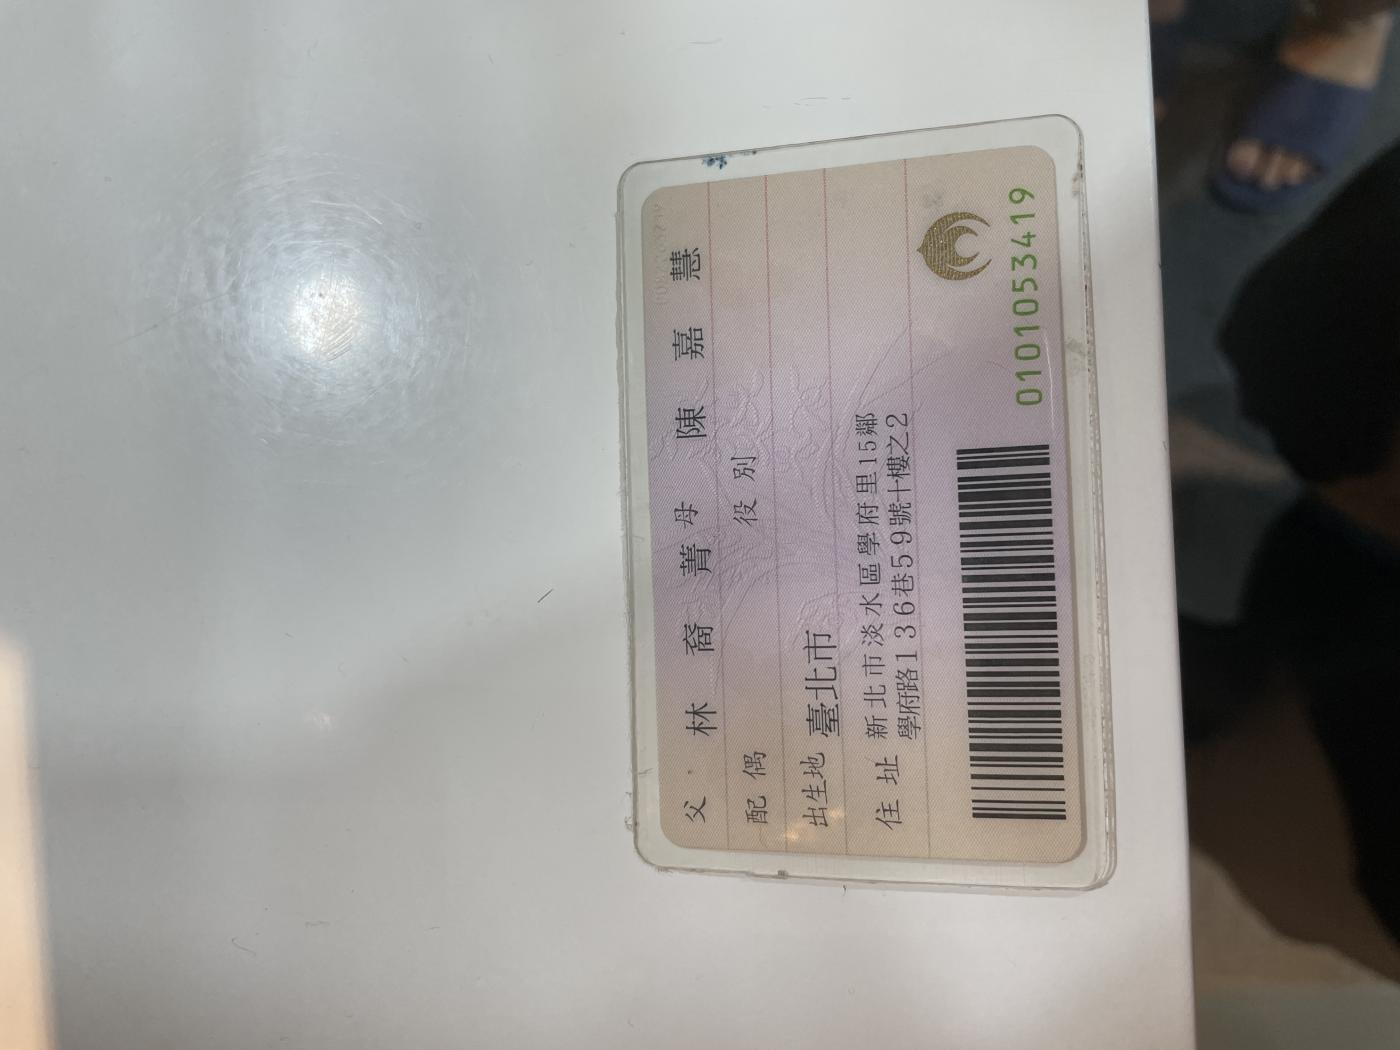 父 林裔菁 母 陳嘉慧
配偶 役別
出生地 臺北市
住址 新北市淡水區學府里15鄰
學府路136巷59號十樓之2
0101053419